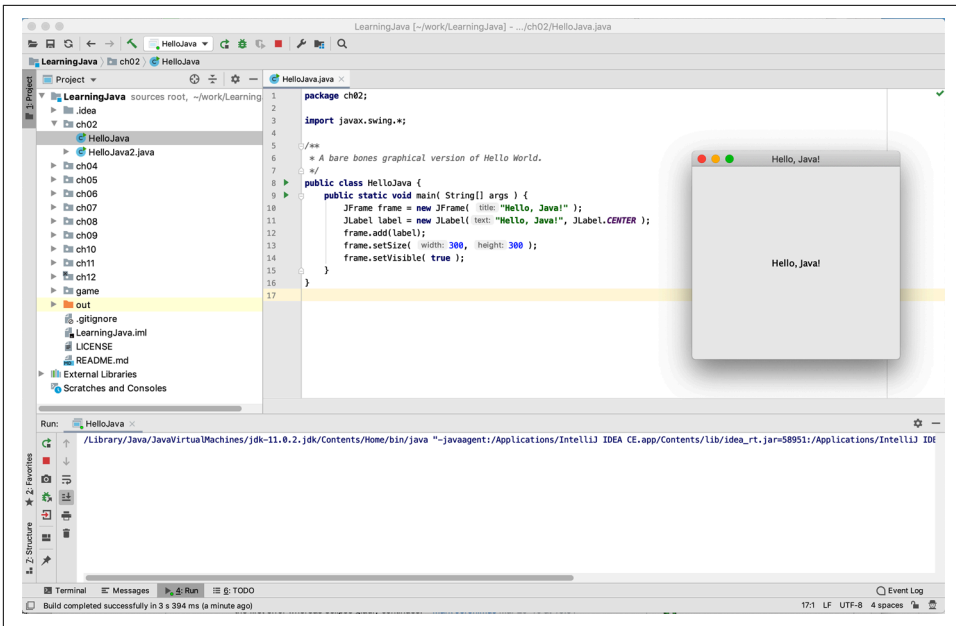 LearningJava [~/work/LearningJava] - .../ch02/HelloJava.java
HelloJava
LearningJava ch02 HelloJava
1: Project
Project
LearningJava sources root, ~/work/Learning
.idea
ch02
HelloJava
HelloJava2.java
ch04
ch05
ch06
ch07
ch08
ch09
ch10
ch11
ch12
game
out
.gitignore
LearningJava.iml
LICENSE
README.md
External Libraries
Scratches and Consoles
HelloJava.java
1 package ch02;
2
3 import javax.swing.*;
4
5 /**
6 * A bare bones graphical version of Hello World.
7 */
8 public class HelloJava {
9 public static void main( String[] args ) {
10 JFrame frame = new JFrame( title: "Hello, Java!" );
11 JLabel label = new JLabel( text: "Hello, Java!", JLabel.CENTER );
12 frame.add(label);
13 frame.setSize( width: 300, height: 300 );
14 frame.setVisible( true );
15 }
16 }
17
Hello, Java!
Hello, Java!
Run: HelloJava
/Library/Java/JavaVirtualMachines/jdk-11.0.2.jdk/Contents/Home/bin/java "-javaagent:/Applications/IntelliJ IDEA CE.app/Contents/lib/idea_rt.jar=58951:/Applications/IntelliJ IDE
2: Favorites
Z: Structure
Terminal Messages 4: Run 6: TODO Event Log
Build completed successfully in 3 s 394 ms (a minute ago) 17:1 LF UTF-8 4 spaces